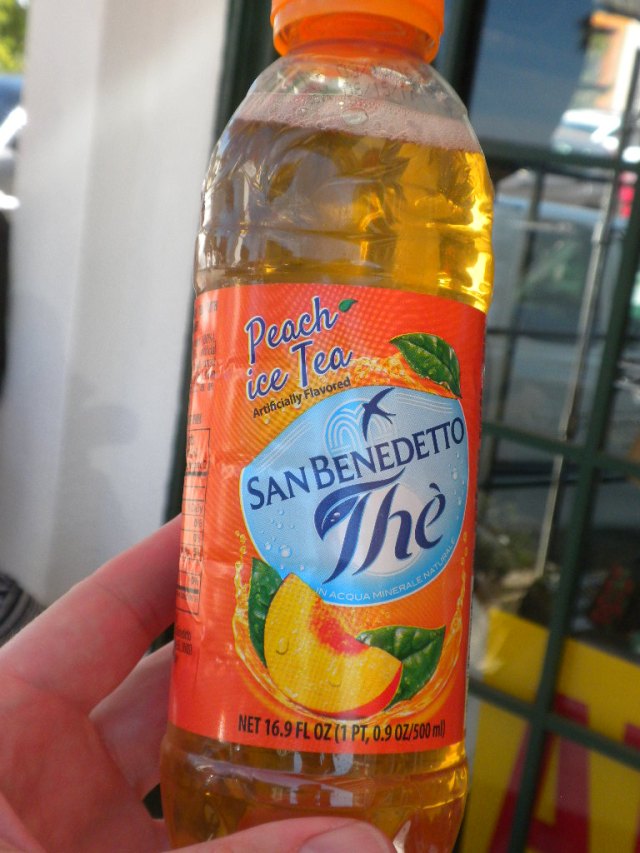 Peach
ice Tea
Artificially Flavored
SAN BENEDETTO
Thè
IN ACQUA MINERALE NATURALE
NET 16.9 FL OZ (1 PT, 0.9 OZ/500 ml)